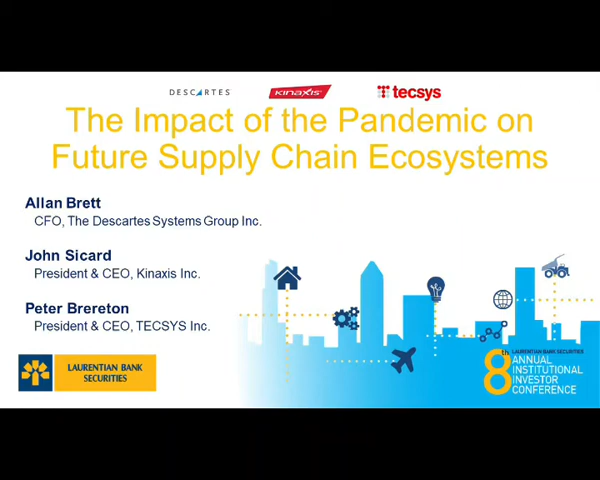 DESCARTES
KINAXIS
tecsys
The Impact of the Pandemic on
Future Supply Chain Ecosystems
Allan Brett
CFO, The Descartes Systems Group Inc.
John Sicard
President & CEO, Kinaxis Inc.
Peter Brereton
President & CEO, TECSYS Inc.
LAURENTIAN BANK
SECURITIES
8th
LAURENTIAN BANK SECURITIES
ANNUAL
INSTITUTIONAL
INVESTOR
CONFERENCE